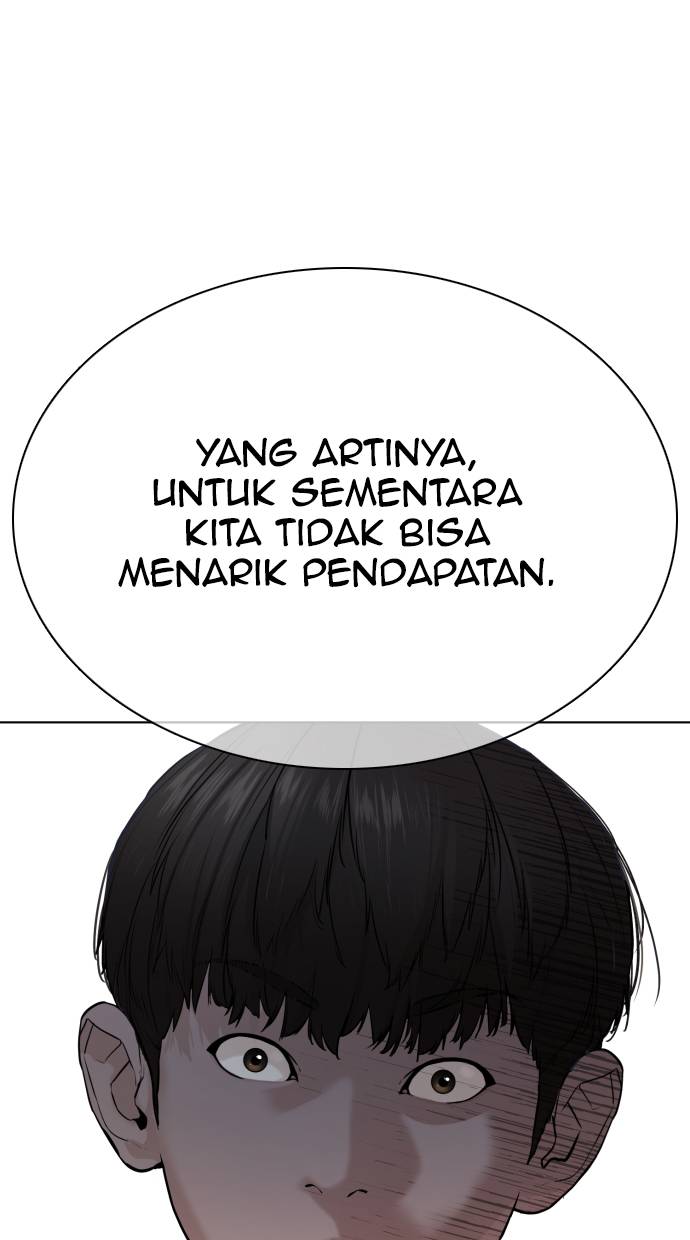 YANG ARTINYA,
UNTUK SEMENTARA
KITA TIDAK BISA
MENARIK PENDAPATAN.